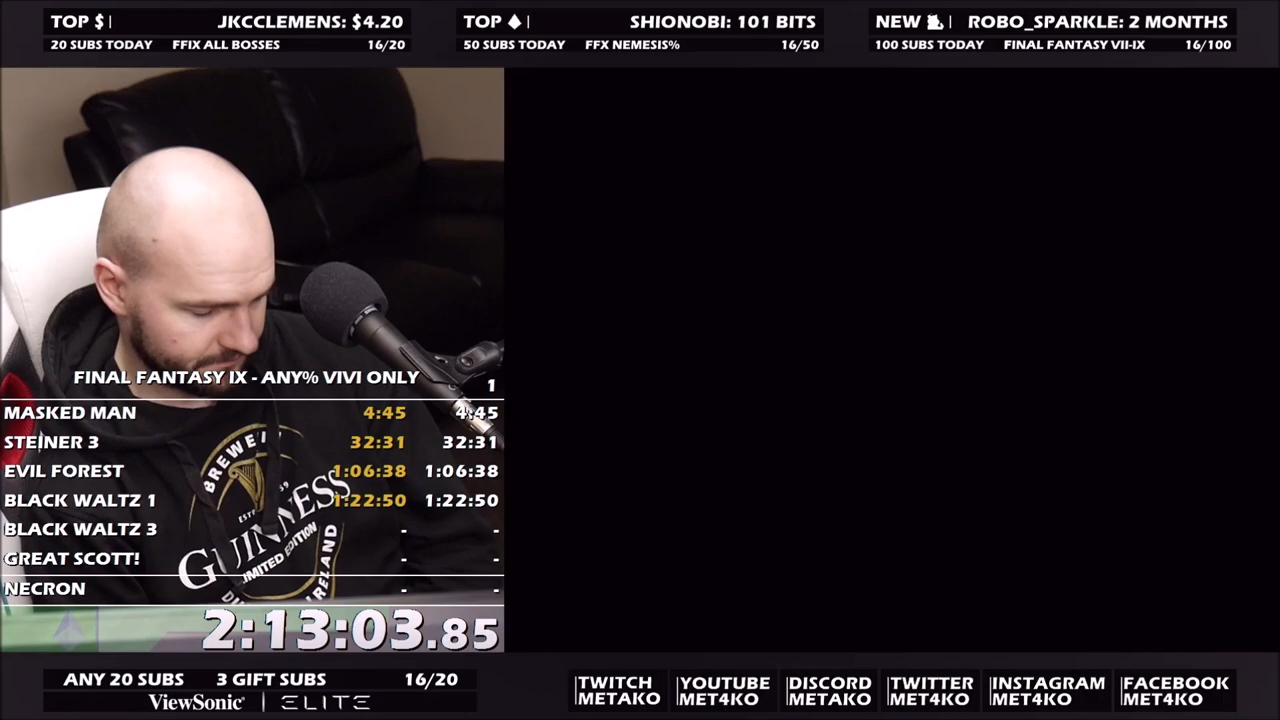 TOP $| JKCCLEMENS: $4.20
20 SUBS TODAY FFIX ALL BOSSES 16/20
TOP | SHIONOBI: 101 BITS
50 SUBS TODAY FFX NEMESIS% 16/50
NEW | ROBO_SPARKLE: 2 MONTHS
100 SUBS TODAY FINAL FANTASY VII-IX 16/100
FINAL FANTASY IX - ANY% VIVI ONLY 1
MASKED MAN 4:45 4:45
STEINER 3 32:31 32:31
EVIL FOREST 1:06:38 1:06:38
BLACK WALTZ 1 1:22:50 1:22:50
BLACK WALTZ 3 - -
GREAT SCOTT! - -
NECRON - -
2:13:03.85
GUINNESS
LIMITED EDITION
IRELAND
ANY 20 SUBS 3 GIFT SUBS 16/20
ViewSonic | ELITE
TWITCH
METAKO
YOUTUBE
MET4KO
DISCORD
METAKO
TWITTER
MET4KO
INSTAGRAM
MET4KO
FACEBOOK
MET4KO